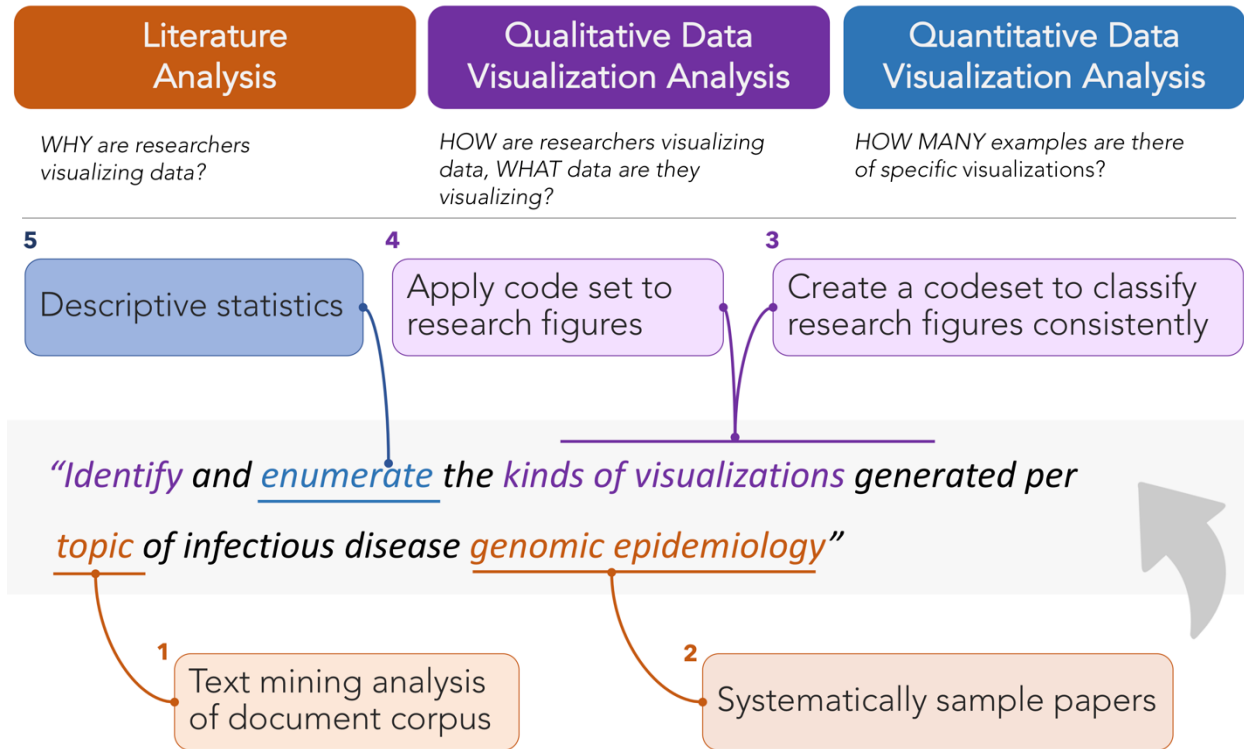 Literature
Analysis
Qualitative Data
Visualization Analysis
Quantitative Data
Visualization Analysis
WHY are researchers
visualizing data?
HOW are researchers visualizing
data, WHAT data are they
visualizing?
HOW MANY examples are there
of specific visualizations?
5
Descriptive statistics
4
Apply code set to
research figures
3
Create a codeset to classify
research figures consistently
“Identify and enumerate the kinds of visualizations generated per
topic of infectious disease genomic epidemiology”
1
Text mining analysis
of document corpus
2
Systematically sample papers